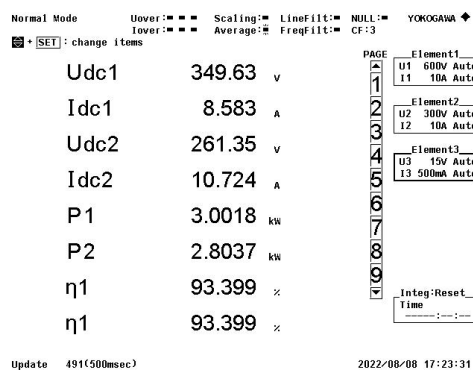 Normal Mode Uover: Scaling: LineFilt: NULL: YOKOGAWA
Iover: Average: FreqFilt: CF:3
+ SET : change items
PAGE
Udc1 349.63 V
Idc1 8.583 A
Udc2 261.35 V
Idc2 10.724 A
P1 3.0018 kW
P2 2.8037 kW
η1 93.399 %
η1 93.399 %
1
2
3
4
5
6
7
8
9
Element1
U1 600V Auto
I1 10A Auto
Element2
U2 300V Auto
I2 10A Auto
Element3
U3 15V Auto
I3 500mA Auto
Integ:Reset
Time
-----:--:--
Update 491(500msec) 2022/08/08 17:23:31